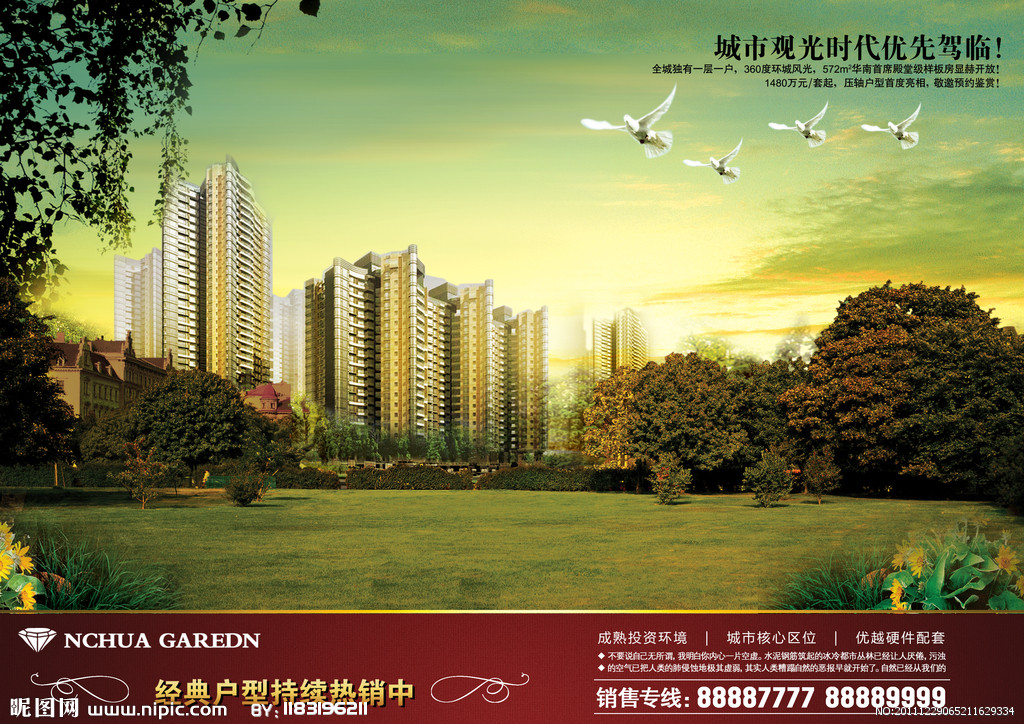 城市观光时代优先驾临！
全城独有一层一户，360度环城风光，572m²华南首席殿堂级样板房显赫开放！
1480万元/套起，压轴户型首度亮相，敬邀预约鉴赏！
NCHUA GAREDN
经典户型持续热销中
成熟投资环境 | 城市核心区位 | 优越硬件配套
◆ 不要说自己无所谓，我明白你内心一片空虚。水泥钢筋筑起的冰冷都市丛林已经让人厌倦，污浊
◆ 的空气已把人类的肺侵蚀地极其虚弱，其实人类糟蹋自然的恶报早就开始了。自然已经从我们的
销售专线: 88887777 88889999
昵图网 www.nipic.com BY: 1183196211
NO:20111229065211629334